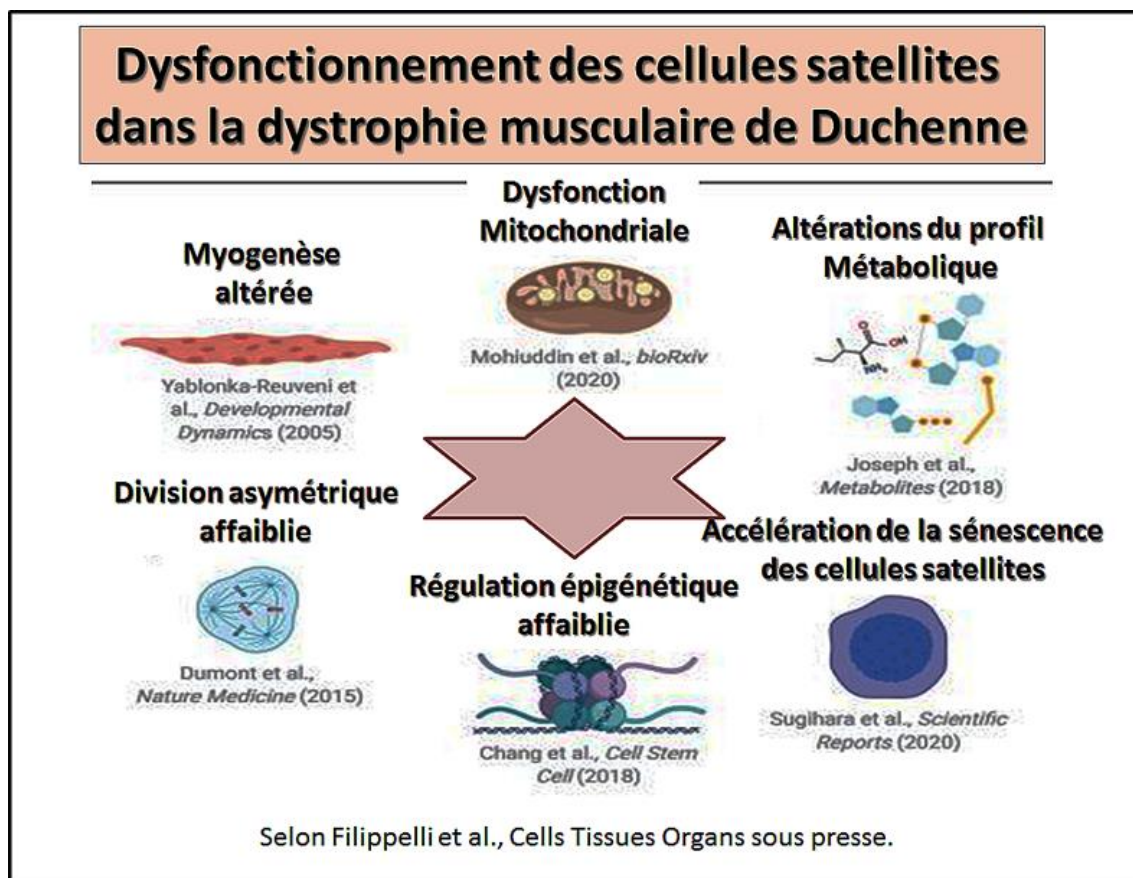 Dysfonctionnement des cellules satellites
dans la dystrophie musculaire de Duchenne
Dysfonction
Mitochondriale
Mohiuddin et al., bioRxiv
(2020)
Myogenèse
altérée
Yablonka-Reuveni et
al., Developmental
Dynamics (2005)
Altérations du profil
Métabolique
O
OH
NH₂
Joseph et al.,
Metabolites (2018)
Division asymétrique
affaiblie
Dumont et al.,
Nature Medicine (2015)
Régulation épigénétique
affaiblie
Chang et al., Cell Stem
Cell (2018)
Accélération de la sénescence
des cellules satellites
Sugihara et al., Scientific
Reports (2020)
Selon Filippelli et al., Cells Tissues Organs sous presse.